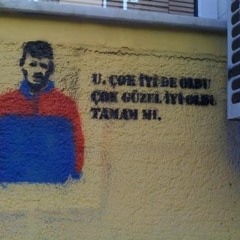 U. ÇOK İYİ DE OLDU
ÇOK GÜZEL İYİ OLDU
TAMAM MI.